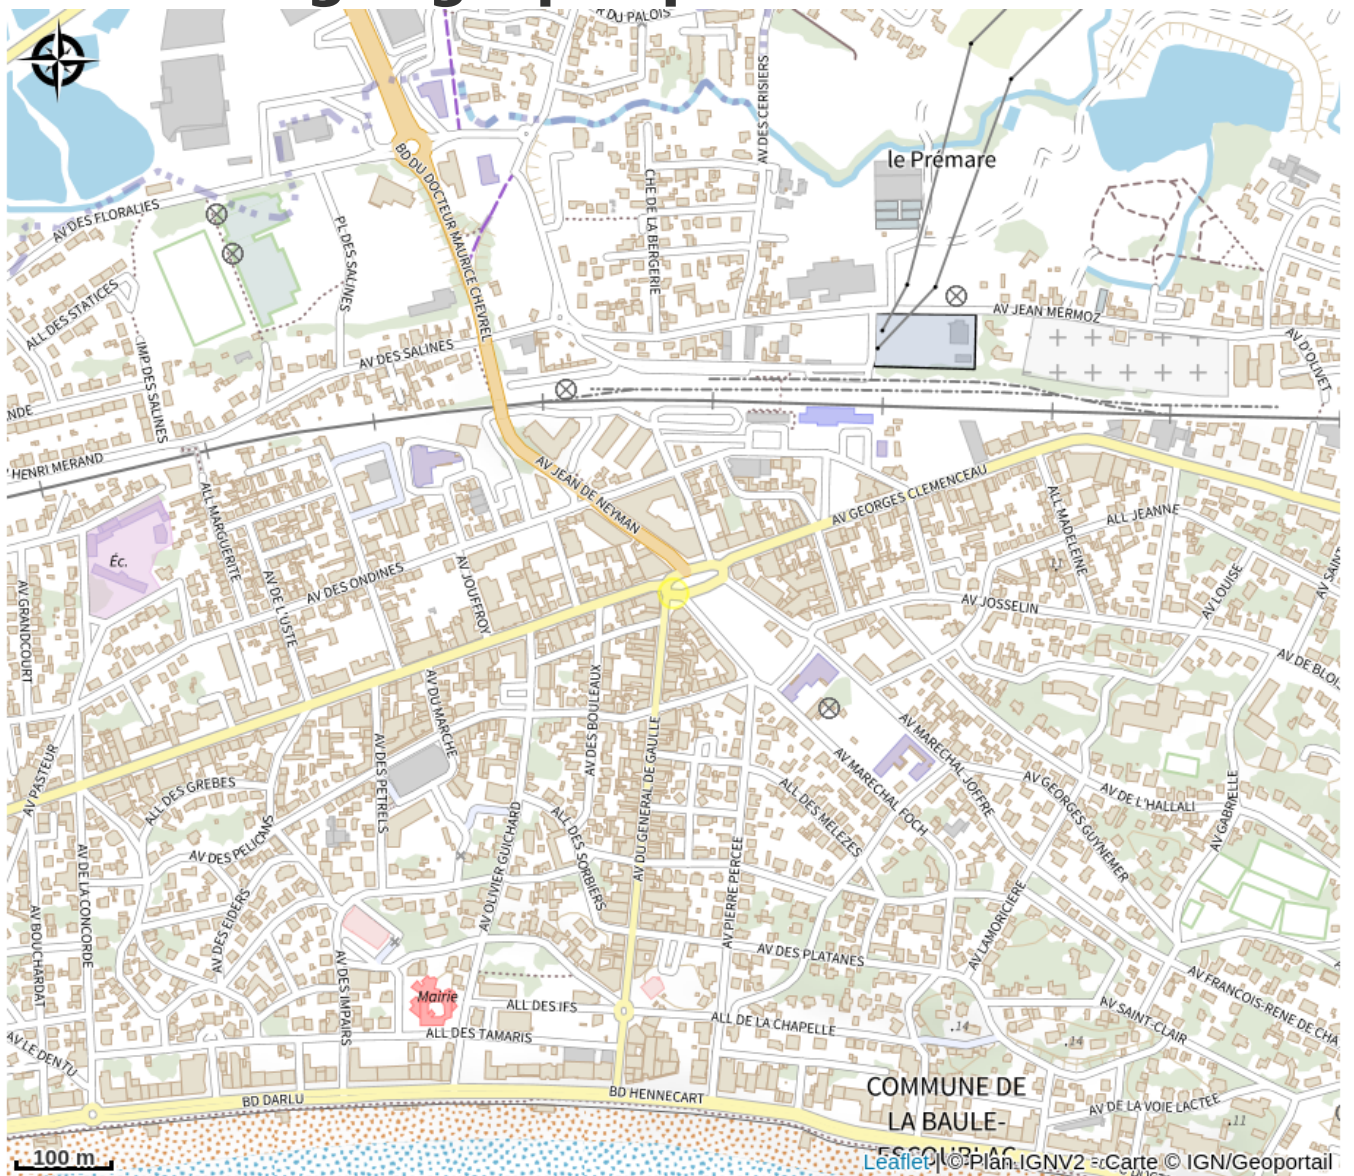 R DU PALOIS
AV DES CERISIERS
le Prémare
BD DU DOCTEUR MAURICE CHEVREL
CHE DE LA BERGERIE
AV DES FLORALIES
PL DES SALINES
ALL DES STATICES
AV JEAN MERMOZ
AV D'OLIVET
IMP DES SALINES
AV DES SALINES
NDE
HENRI MERAND
AV JEAN DE NEYMAN
AV GEORGES CLEMENCEAU
ALL MARGUERITE
ALL MADELEINE
ALL JEANNE
Éc.
AV DES ONDINES
AV JOUFFROY
AV DE L'USTE
AV GRANDCOURT
AV LOUISE
AV SAINT
AV JOSSELIN
AV DE BLOIS
AV DU MARCHE
AV DES BOULEAUX
AV DU GENERAL DE GAULLE
AV MARECHAL JOFFRE
AV MARECHAL FOCH
AV PASTEUR
AV DES PETRELS
ALL DES GREBES
AV GEORGES GUYNEMER
AV DE L'HALLALI
AV GABRIELLE
ALL DES MELEZES
AV DES PELICANS
AV OLIVIER GUICHARD
ALL DES SORBIERS
AV PIERRE PERCEE
AV DE LA CONCORDE
AV DES EIDERS
AV BOUCHARDAT
AV LAMORICIERE
AV DES PLATANES
AV DES IMPAIRS
AV FRANCOIS-RENE DE CHA
Mairie
ALL DES IFS
ALL DE LA CHAPELLE
AV SAINT-CLAIR
14
14
ALL DES TAMARIS
AV LE DENTU
COMMUNE DE
LA BAULE-
ESCOUBLAC
BD DARLU
BD HENNECART
AV DE LA VOIE LACTEE
11
100 m
Leaflet | © Plan IGNV2 - Carte © IGN/Geoportail